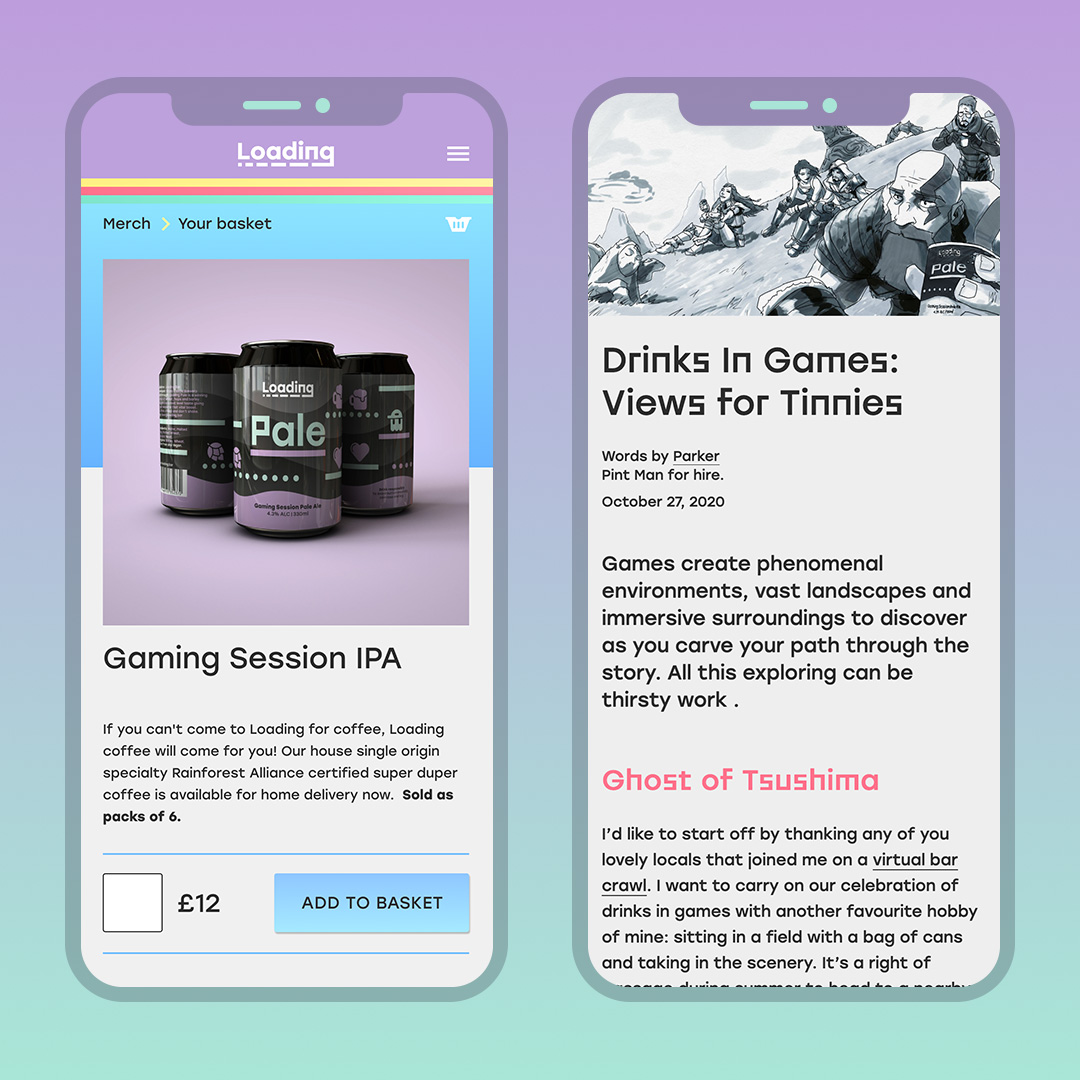 Loading
Merch
Your basket
Loading
Pale
Gaming Session Pale Ale
4.3% ALC | 330ml
Gaming Session IPA
If you can't come to Loading for coffee, Loading
coffee will come for you! Our house single origin
specialty Rainforest Alliance certified super duper
coffee is available for home delivery now. Sold as
packs of 6.
£12
ADD TO BASKET
Loading
Pale
Drinks In Games:
Views for Tinnies
Words by Parker
Pint Man for hire.
October 27, 2020
Games create phenomenal
environments, vast landscapes and
immersive surroundings to discover
as you carve your path through the
story. All this exploring can be
thirsty work .
Ghost of Tsushima
I’d like to start off by thanking any of you
lovely locals that joined me on a virtual bar
crawl. I want to carry on our celebration of
drinks in games with another favourite hobby
of mine: sitting in a field with a bag of cans
and taking in the scenery. It’s a right of
passage during summer to head to a nearby